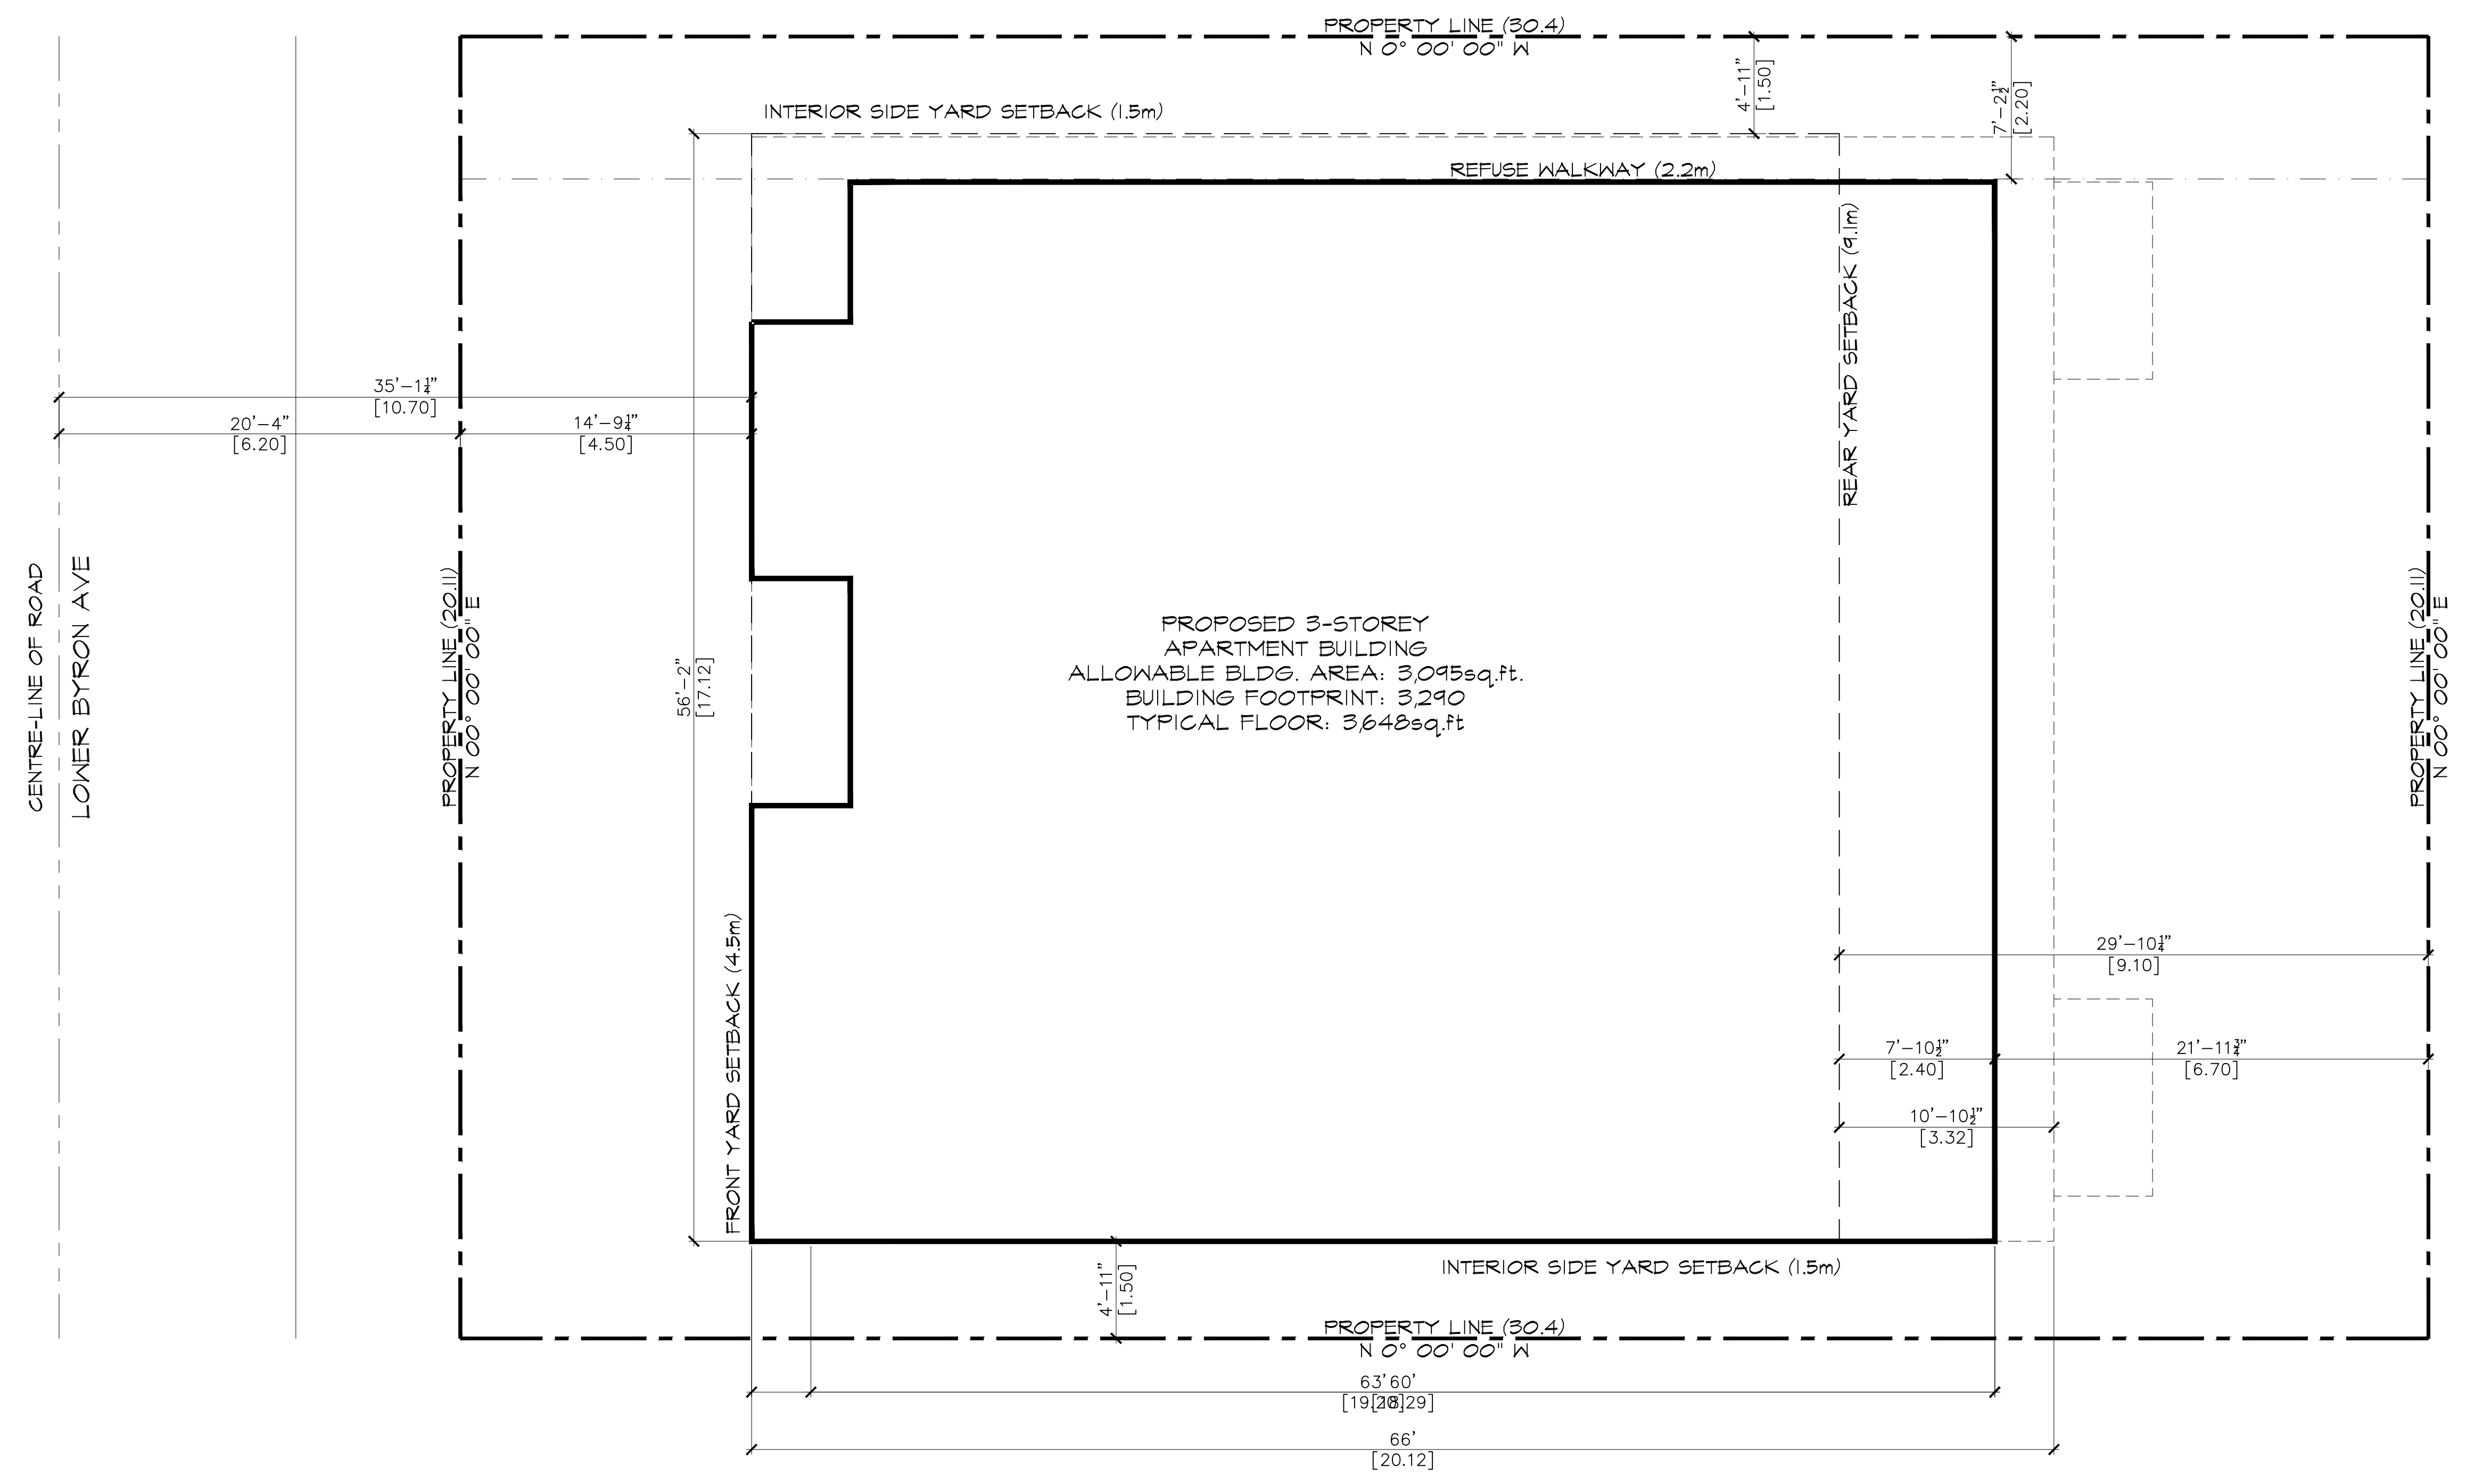 PROPERTY LINE (30.4)
N 0° 00' 00" W
4'-11"
[1.50]
7'-2½"
[2.20]
INTERIOR SIDE YARD SETBACK (1.5m)
REFUSE WALKWAY (2.2m)
REAR YARD SETBACK (9.1m)
35'-1¼"
[10.70]
20'-4"
[6.20]
14'-9¼"
[4.50]
CENTRE-LINE OF ROAD
LOWER BYRON AVE
PROPERTY LINE (20.11)
N 00° 00' 00" E
56'-2"
[17.12]
PROPOSED 3-STOREY
APARTMENT BUILDING
ALLOWABLE BLDG. AREA: 3,095sq.ft.
BUILDING FOOTPRINT: 3,290
TYPICAL FLOOR: 3,648sq.ft
PROPERTY LINE (20.11)
N 00° 00' 00" E
FRONT YARD SETBACK (4.5m)
29'-10¼"
[9.10]
7'-10½"
[2.40]
21'-11¾"
[6.70]
10'-10½"
[3.32]
4'-11"
[1.50]
INTERIOR SIDE YARD SETBACK (1.5m)
PROPERTY LINE (30.4)
N 0° 00' 00" W
63'
60'
[19.20]
[18.29]
66'
[20.12]